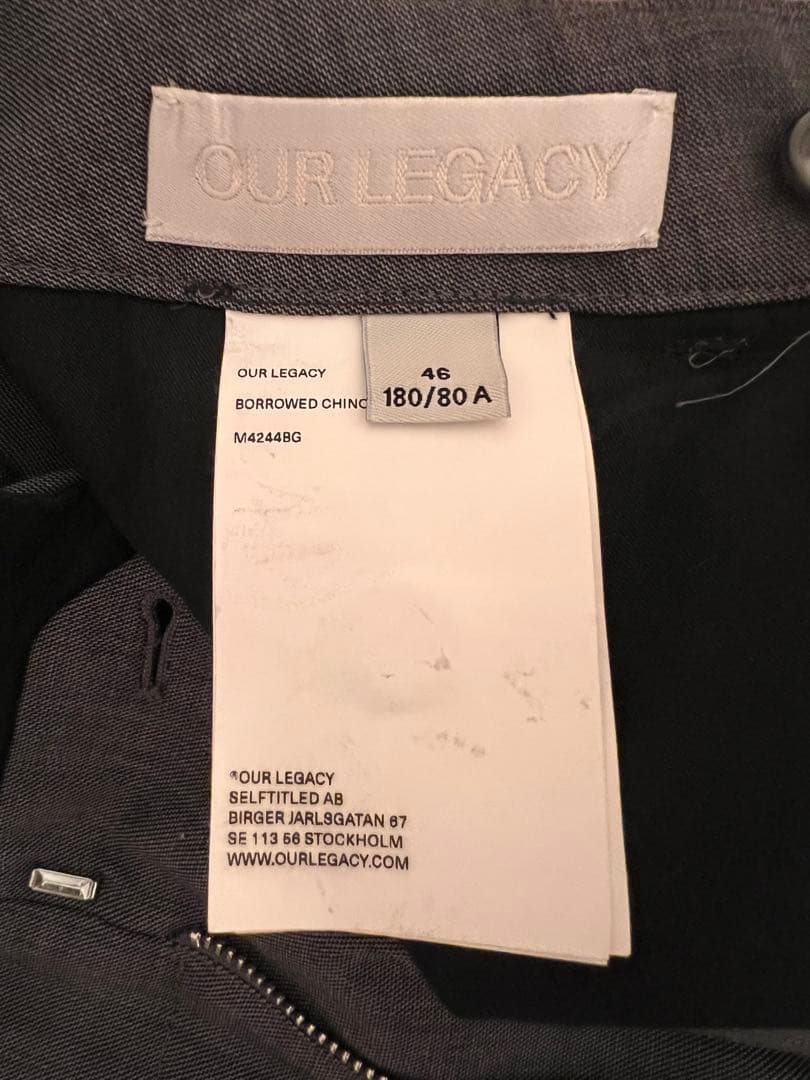 OUR LEGACY
46
180/80 A
OUR LEGACY
BORROWED CHINO
M4244BG
®OUR LEGACY
SELFTITLED AB
BIRGER JARLSGATAN 67
SE 113 56 STOCKHOLM
WWW.OURLEGACY.COM